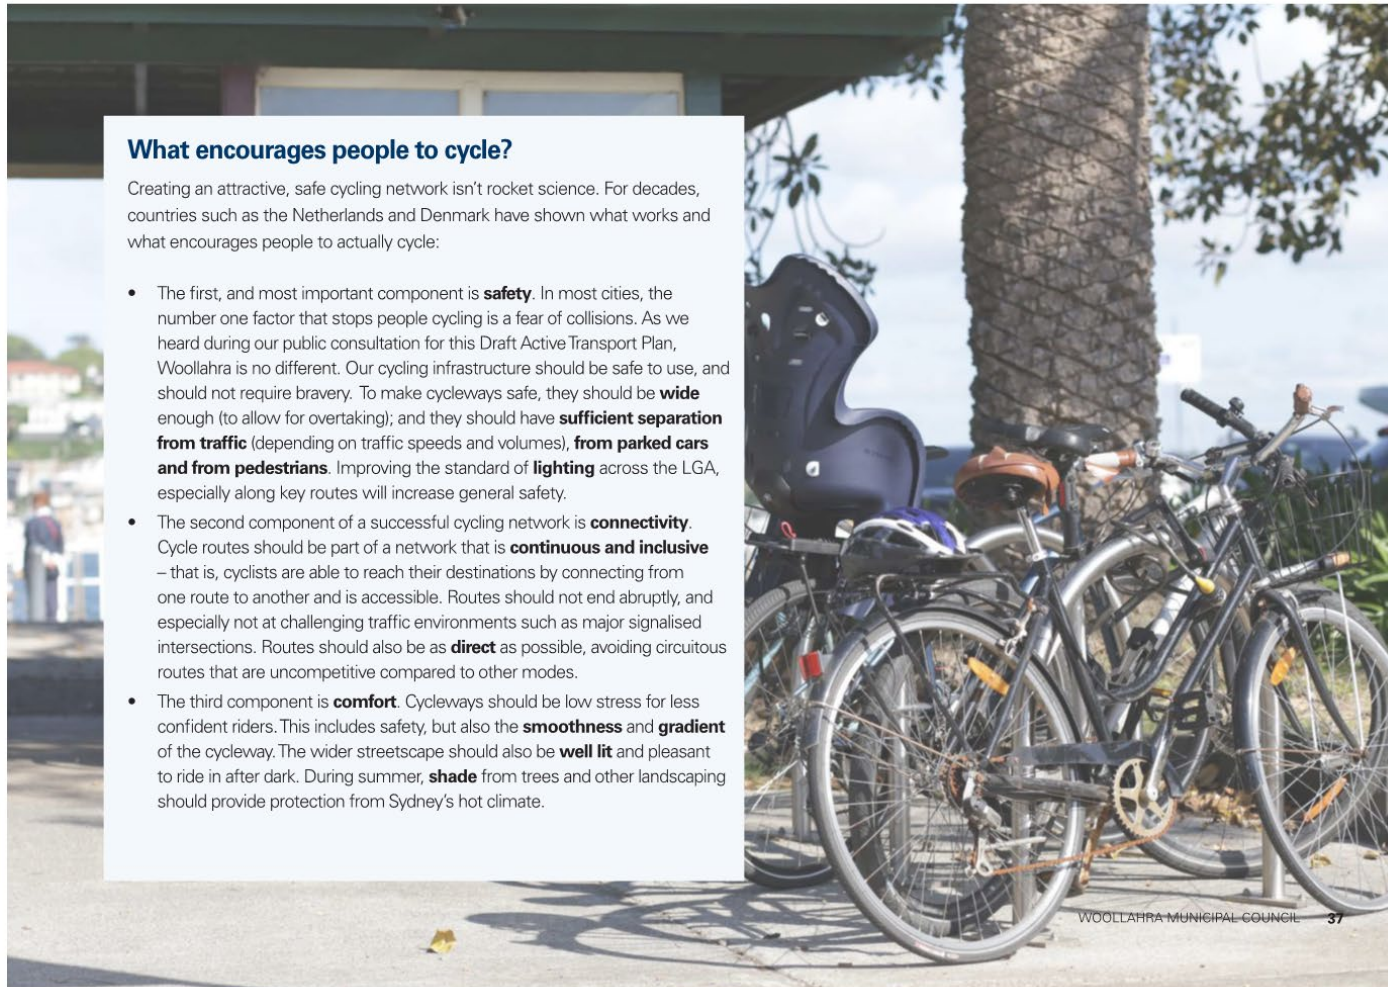 What encourages people to cycle?
Creating an attractive, safe cycling network isn't rocket science. For decades,
countries such as the Netherlands and Denmark have shown what works and
what encourages people to actually cycle:
• The first, and most important component is safety. In most cities, the
number one factor that stops people cycling is a fear of collisions. As we
heard during our public consultation for this Draft Active Transport Plan,
Woollahra is no different. Our cycling infrastructure should be safe to use, and
should not require bravery. To make cycleways safe, they should be wide
enough (to allow for overtaking); and they should have sufficient separation
from traffic (depending on traffic speeds and volumes), from parked cars
and from pedestrians. Improving the standard of lighting across the LGA,
especially along key routes will increase general safety.
• The second component of a successful cycling network is connectivity.
Cycle routes should be part of a network that is continuous and inclusive
– that is, cyclists are able to reach their destinations by connecting from
one route to another and is accessible. Routes should not end abruptly, and
especially not at challenging traffic environments such as major signalised
intersections. Routes should also be as direct as possible, avoiding circuitous
routes that are uncompetitive compared to other modes.
• The third component is comfort. Cycleways should be low stress for less
confident riders. This includes safety, but also the smoothness and gradient
of the cycleway. The wider streetscape should also be well lit and pleasant
to ride in after dark. During summer, shade from trees and other landscaping
should provide protection from Sydney's hot climate.
WOOLLAHRA MUNICIPAL COUNCIL 37